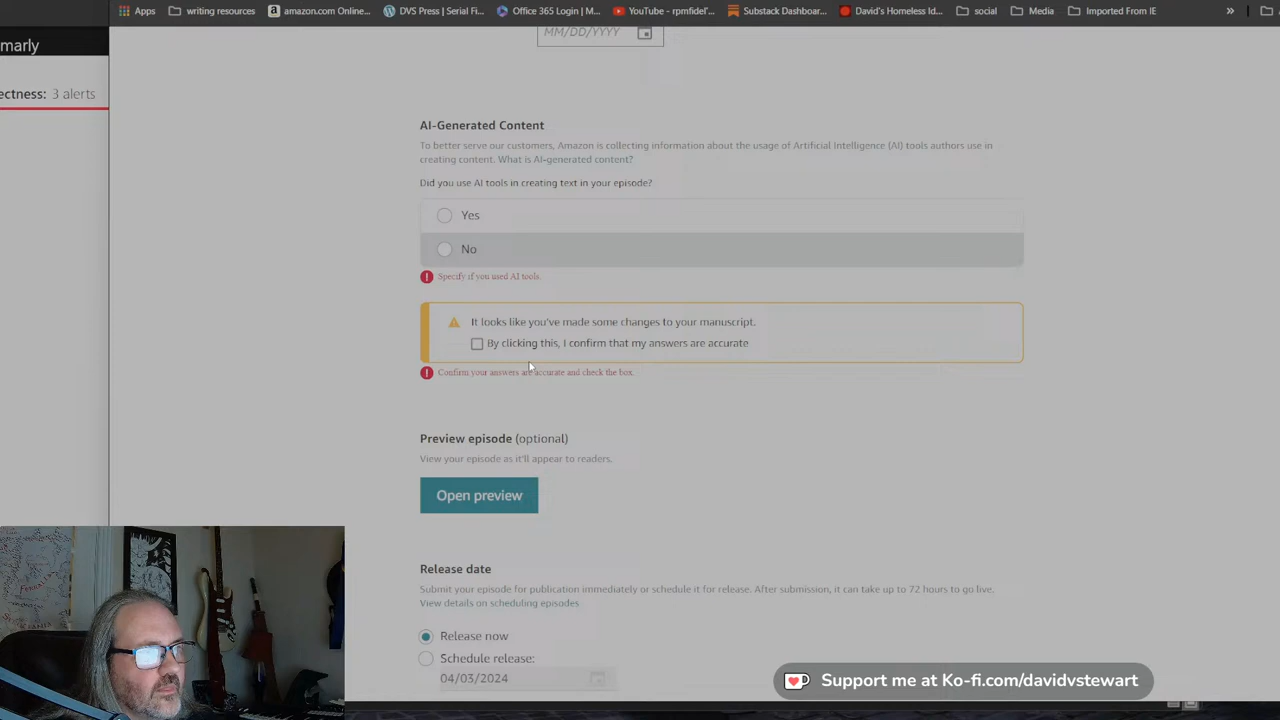 Apps
writing resources
amazon.com Online...
DVS Press | Serial Fi...
Office 365 Login | M...
YouTube - rpmfidel'...
Substack Dashboar...
David's Homeless Id...
social
Media
Imported From IE
»
marly
MM/DD/YYYY
ectness: 3 alerts
AI-Generated Content
To better serve our customers, Amazon is collecting information about the usage of Artificial Intelligence (AI) tools authors use in
creating content. What is AI-generated content?
Did you use AI tools in creating text in your episode?
Yes
No
Specify if you used AI tools.
It looks like you've made some changes to your manuscript.
By clicking this, I confirm that my answers are accurate
Confirm your answers are accurate and check the box.
Preview episode (optional)
View your episode as it'll appear to readers.
Open preview
Release date
Submit your episode for publication immediately or schedule it for release. After submission, it can take up to 72 hours to go live.
View details on scheduling episodes
Release now
Schedule release:
04/03/2024
Support me at Ko-fi.com/davidvstewart